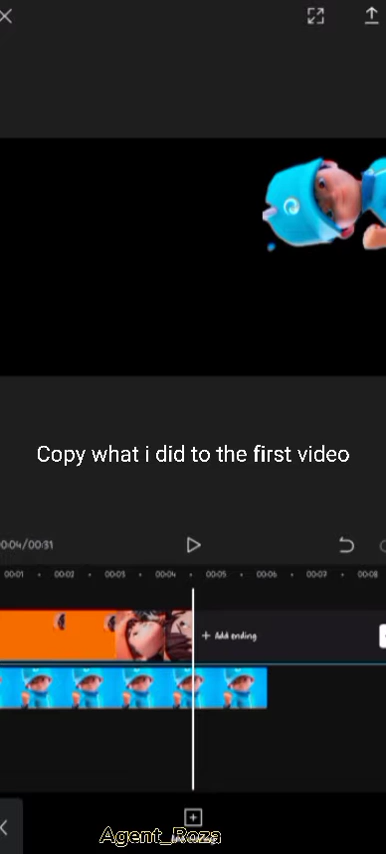 Copy what i did to the first video
00:04/00:31
00:01 00:02 00:03 00:04 00:05 00:06 00:07 00:08
+ Add ending
Agent_Roza